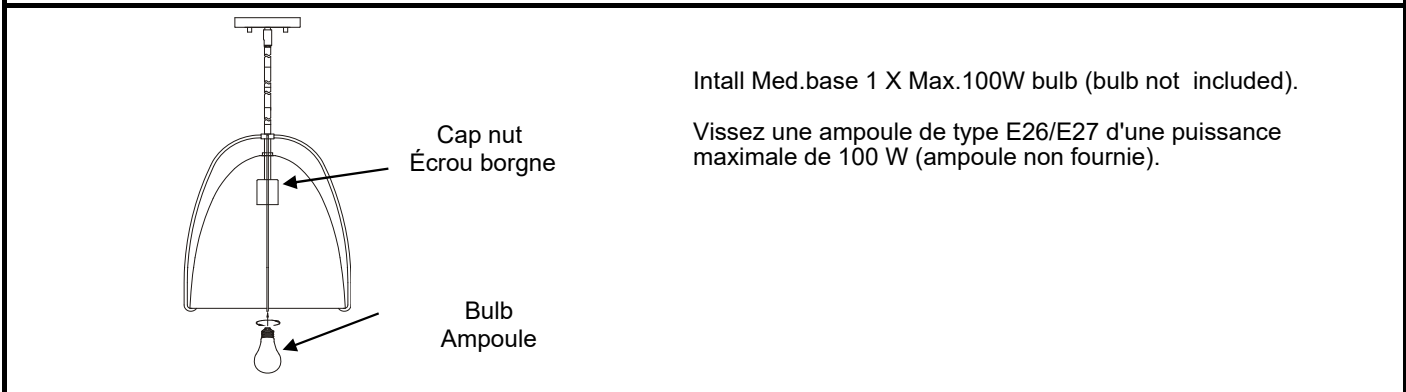 Cap nut
Écrou borgne
Bulb
Ampoule
Intall Med.base 1 X Max.100W bulb (bulb not included).
Vissez une ampoule de type E26/E27 d'une puissance
maximale de 100 W (ampoule non fournie).